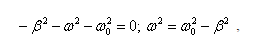 − β² − ω² − ω₀² = 0; ω² = ω₀² − β² ,